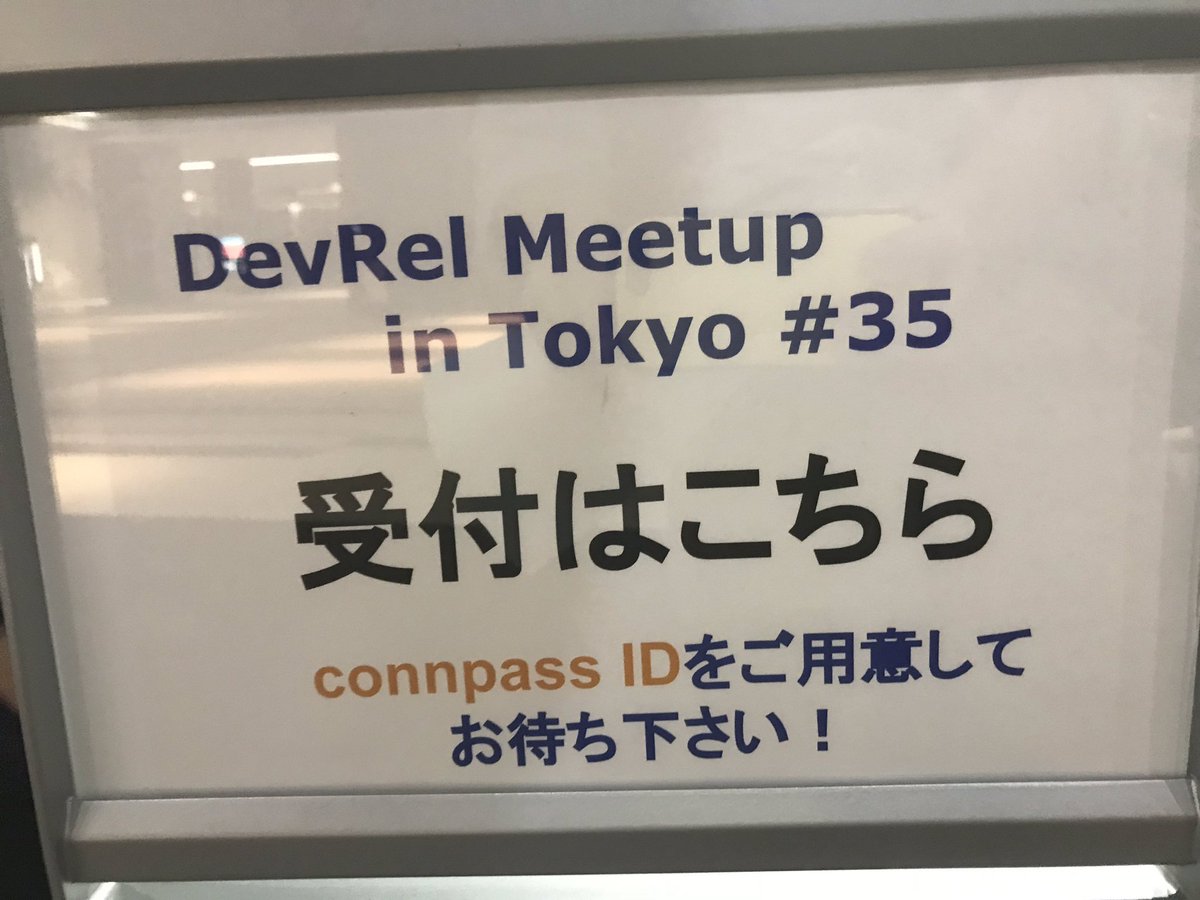 DevRel Meetup
in Tokyo #35
受付はこちら
connpass IDをご用意して
お待ち下さい！